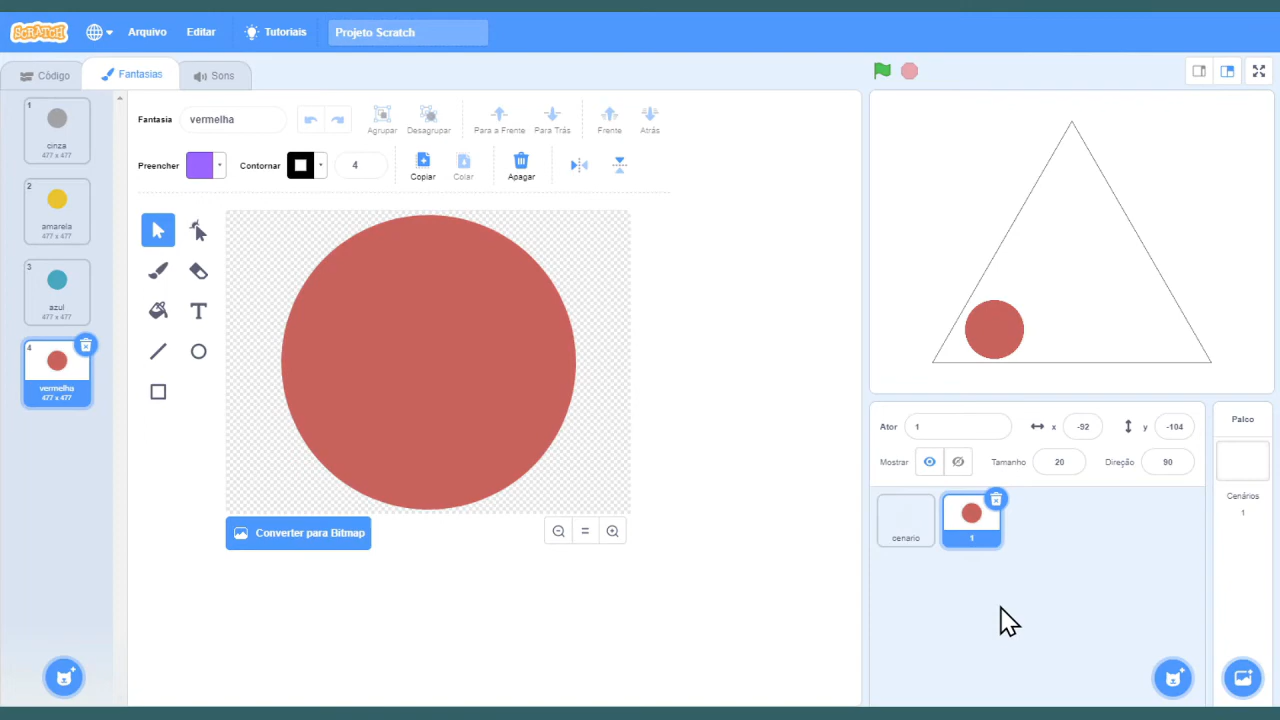 SCRATCH Arquivo Editar Tutoriais Projeto Scratch
Código Fantasias Sons
1
cinza
477 x 477
2
amarela
477 x 477
3
azul
477 x 477
4
vermelha
477 x 477
Fantasia vermelha
Agrupar Desagrupar Para a Frente Para Trás Frente Atrás
Preencher Contornar 4
Copiar Colar Apagar
T
Converter para Bitmap
Ator 1 x -92 y -104
Mostrar Tamanho 20 Direção 90
cenario
1
Palco
Cenários
1